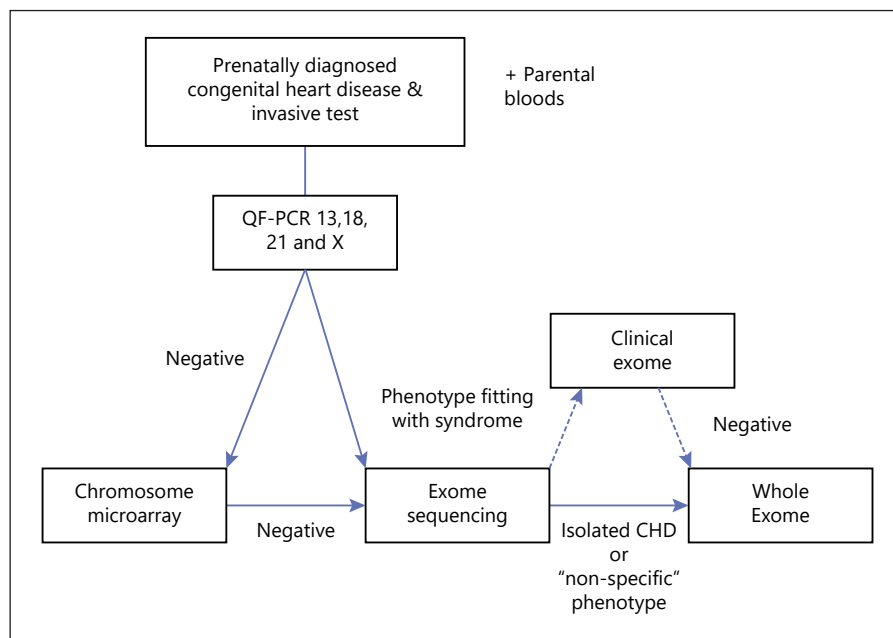 Prenatally diagnosed
congenital heart disease &
invasive test
+ Parental
bloods
QF-PCR 13,18,
21 and X
Negative
Phenotype fitting
with syndrome
Clinical
exome
Negative
Chromosome
microarray
Negative
Exome
sequencing
Isolated CHD
or
“non-specific“
phenotype
Whole
Exome